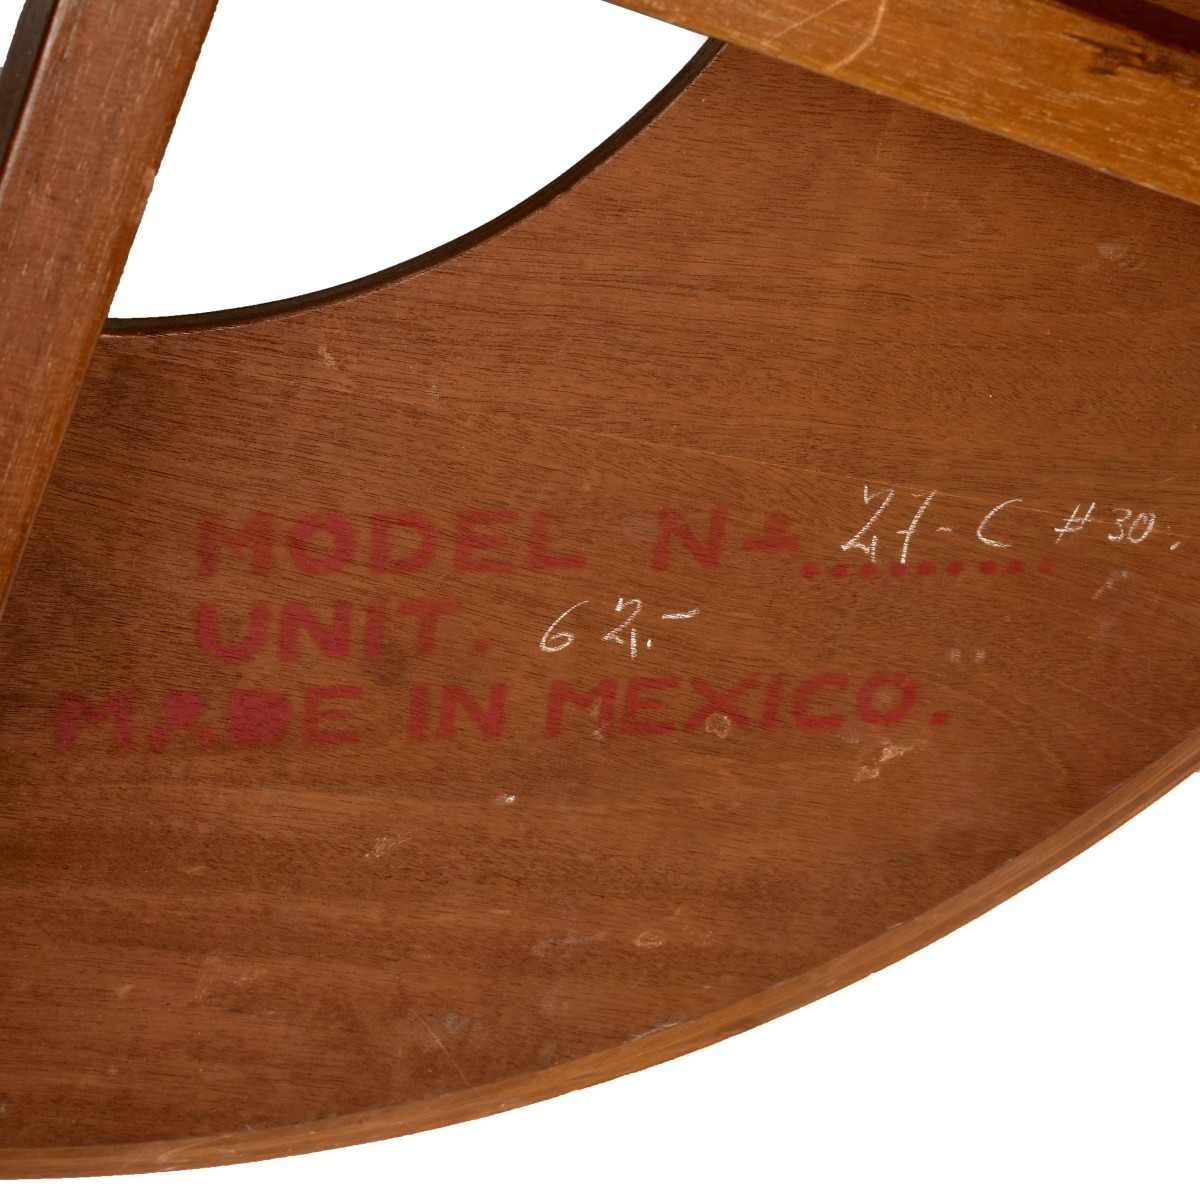 MODEL Nº 27-C #30.
UNIT. 62.-
MADE IN MEXICO.